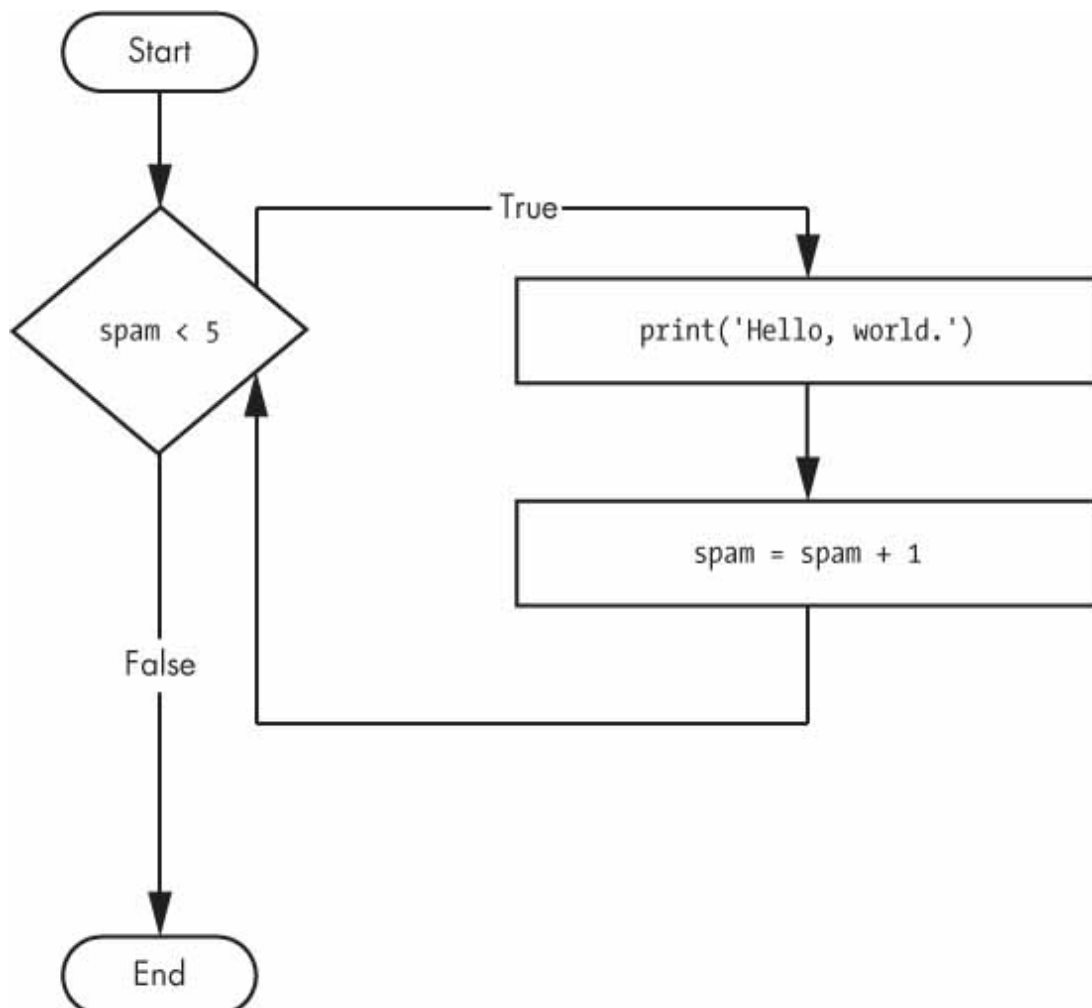 Start
True
spam < 5
print('Hello, world.')
spam = spam + 1
False
End